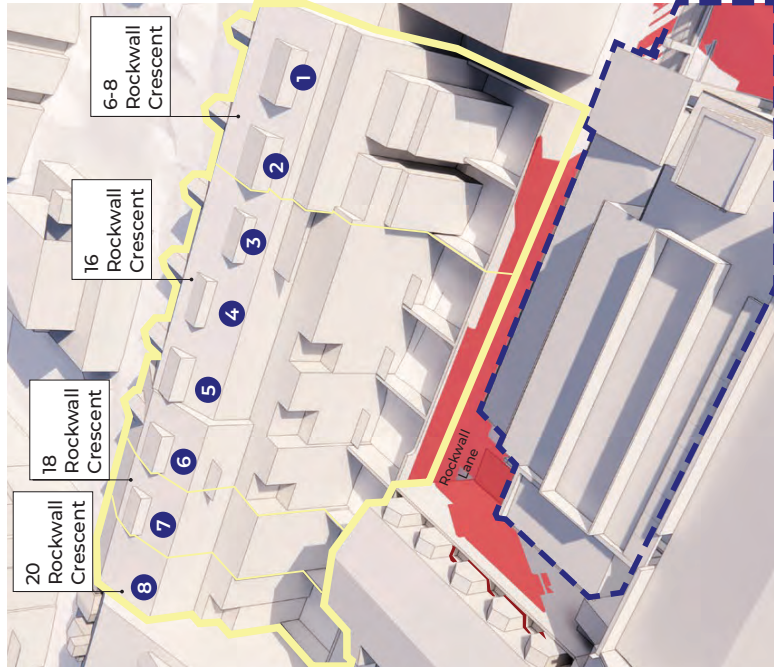 20
Rockwall
Crescent
18
Rockwall
Crescent
16
Rockwall
Crescent
6-8
Rockwall
Crescent
8
7
6
5
4
3
2
1
Rockwall
Lane